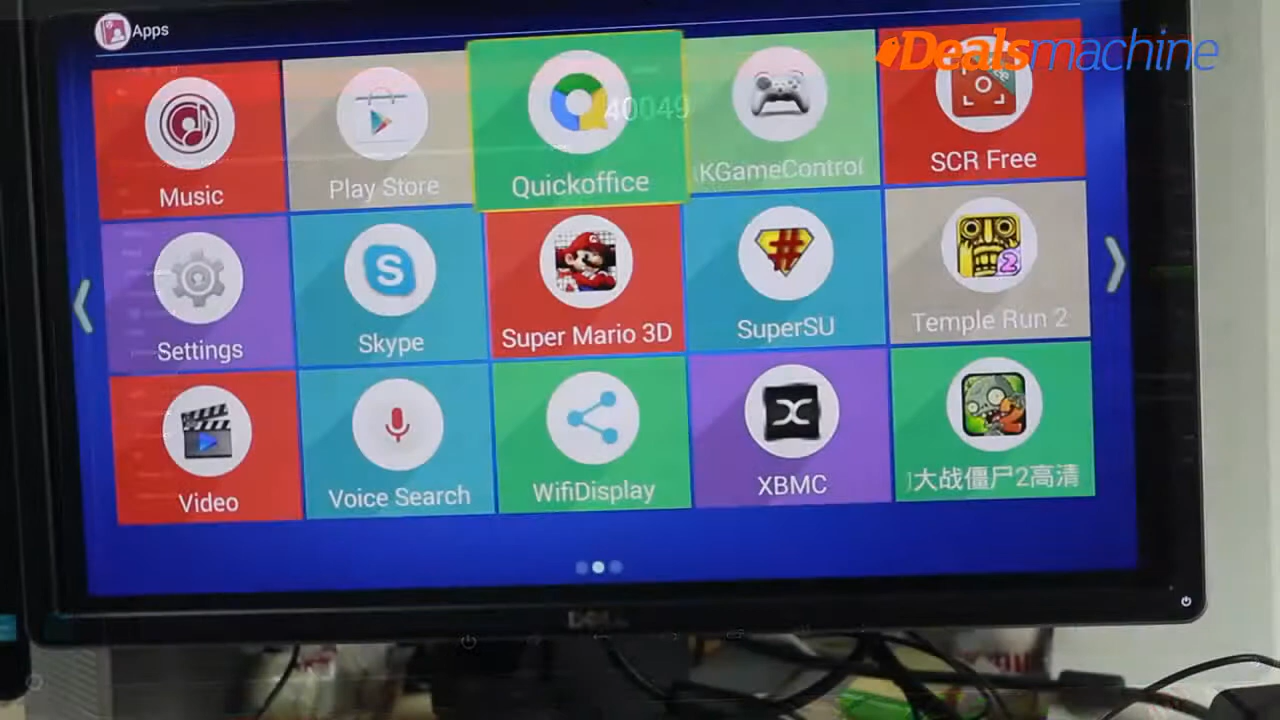 Apps
Dealsmachine
Music
Play Store
Quickoffice
40049
KGameControl
SCR Free
Settings
Skype
Super Mario 3D
SuperSU
Temple Run 2
Video
Voice Search
WifiDisplay
XBMC
大战僵尸2高清
DELL